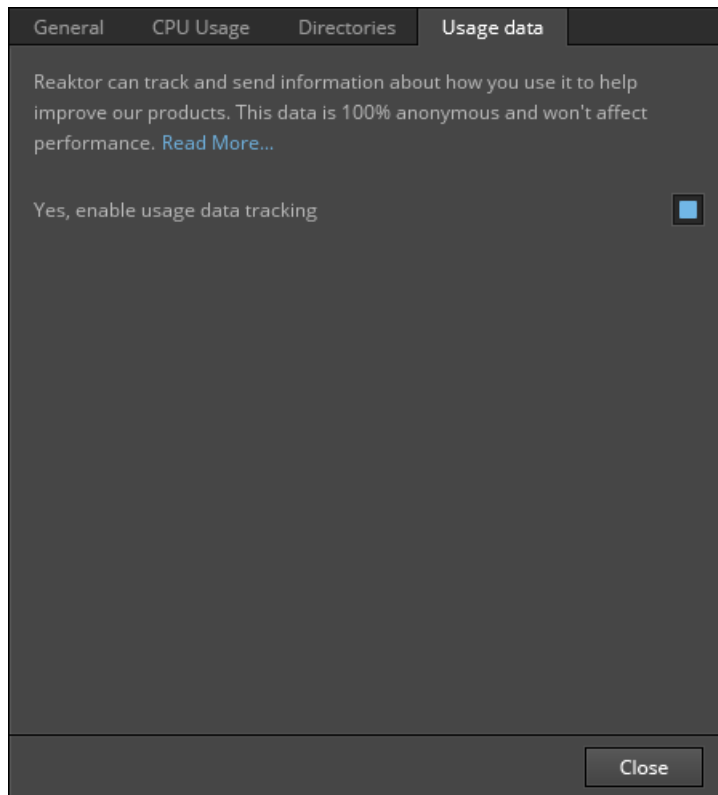 General CPU Usage Directories Usage data
Reaktor can track and send information about how you use it to help
improve our products. This data is 100% anonymous and won't affect
performance. Read More...
Yes, enable usage data tracking
Close